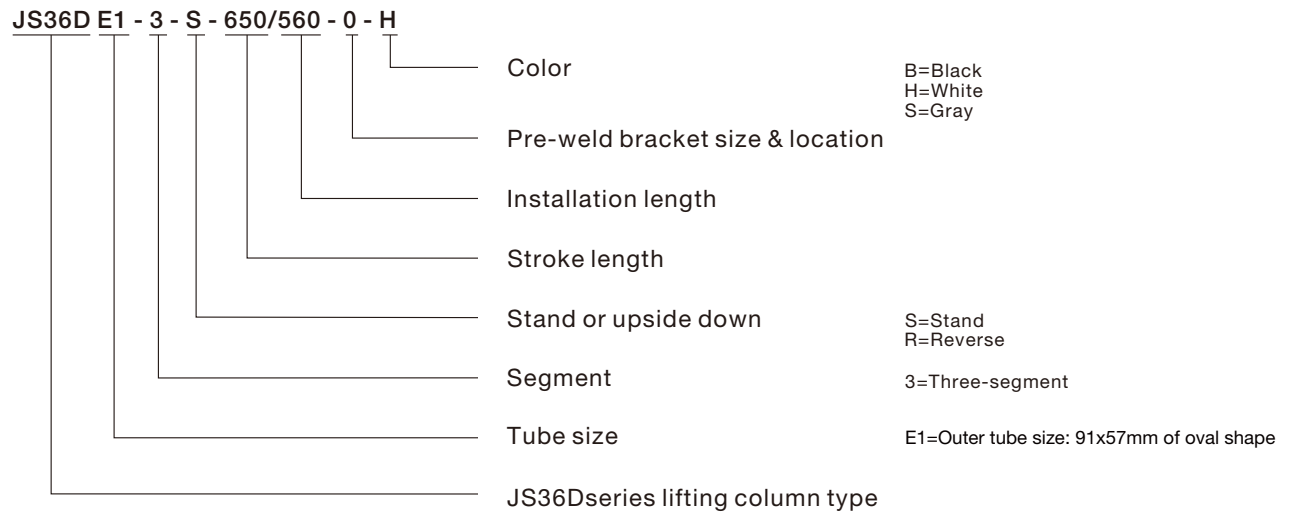 JS36D E1 - 3 - S - 650/560 - 0 - H
Color
B=Black
H=White
S=Gray
Pre-weld bracket size & location
Installation length
Stroke length
Stand or upside down
S=Stand
R=Reverse
Segment
3=Three-segment
Tube size
E1=Outer tube size: 91x57mm of oval shape
JS36Dseries lifting column type